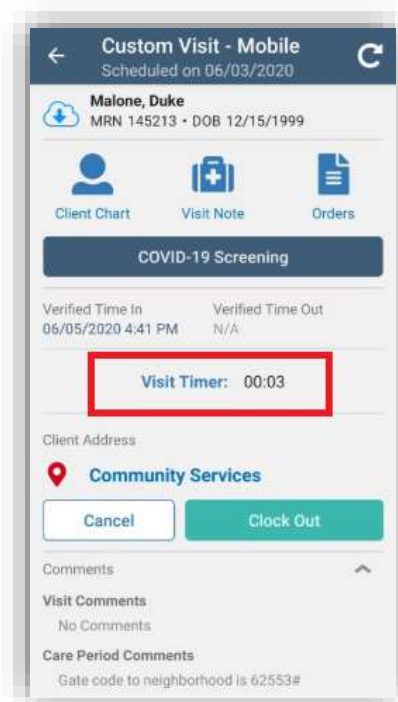 Custom Visit - Mobile
Scheduled on 06/03/2020
Malone, Duke
MRN 145213 • DOB 12/15/1999
Client Chart Visit Note Orders
COVID-19 Screening
Verified Time In Verified Time Out
06/05/2020 4:41 PM N/A
Visit Timer: 00:03
Client Address
Community Services
Cancel Clock Out
Comments
Visit Comments
No Comments
Care Period Comments
Gate code to neighborhood is 62553#